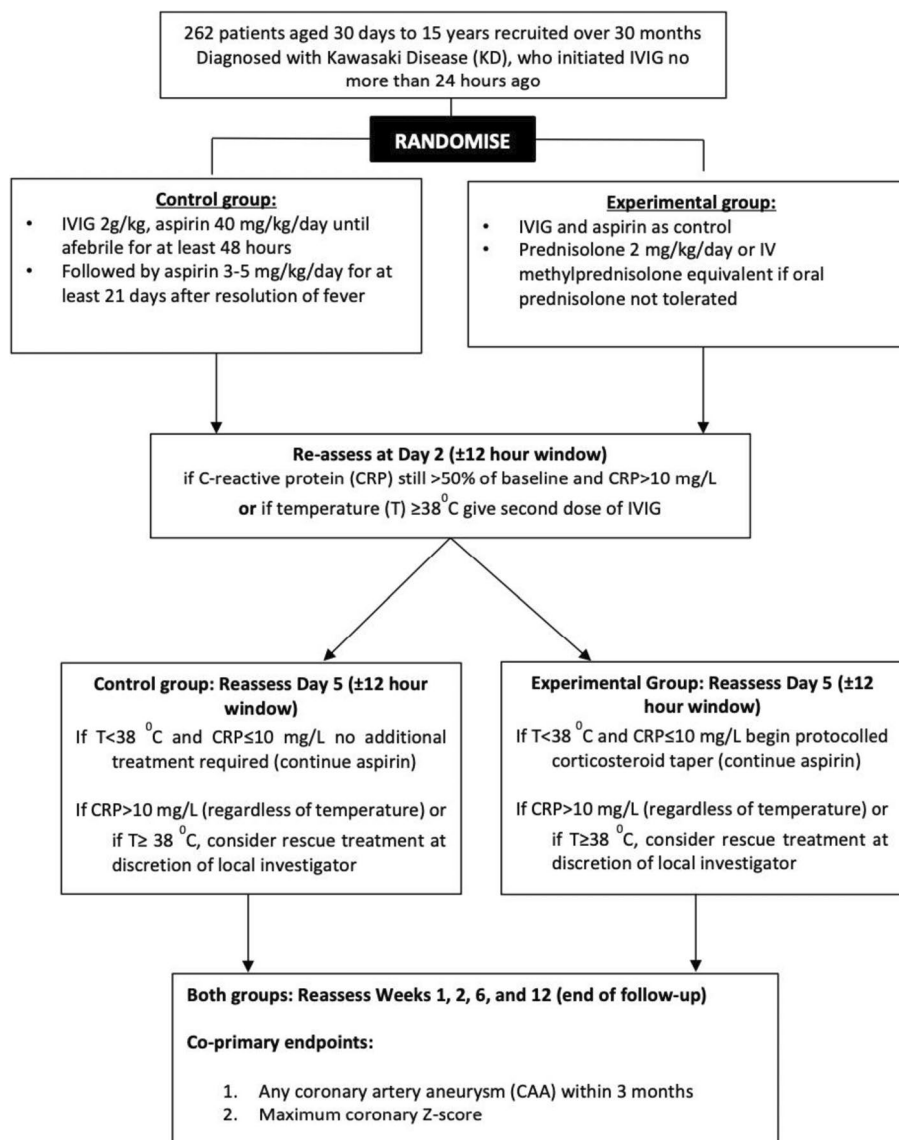 262 patients aged 30 days to 15 years recruited over 30 months
Diagnosed with Kawasaki Disease (KD), who initiated IVIG no
more than 24 hours ago
RANDOMISE
Control group:
• IVIG 2g/kg, aspirin 40 mg/kg/day until
afebrile for at least 48 hours
• Followed by aspirin 3-5 mg/kg/day for at
least 21 days after resolution of fever
Experimental group:
• IVIG and aspirin as control
• Prednisolone 2 mg/kg/day or IV
methylprednisolone equivalent if oral
prednisolone not tolerated
Re-assess at Day 2 (±12 hour window)
if C-reactive protein (CRP) still >50% of baseline and CRP>10 mg/L
or if temperature (T) ≥38⁰C give second dose of IVIG
Control group: Reassess Day 5 (±12 hour
window)
If T<38 ⁰C and CRP≤10 mg/L no additional
treatment required (continue aspirin)
If CRP>10 mg/L (regardless of temperature) or
if T≥ 38 ⁰C, consider rescue treatment at
discretion of local investigator
Experimental Group: Reassess Day 5 (±12
hour window)
If T<38 ⁰C and CRP≤10 mg/L begin protocolled
corticosteroid taper (continue aspirin)
If CRP>10 mg/L (regardless of temperature) or
if T≥38 ⁰C, consider rescue treatment at
discretion of local investigator
Both groups: Reassess Weeks 1, 2, 6, and 12 (end of follow-up)
Co-primary endpoints:
1. Any coronary artery aneurysm (CAA) within 3 months
2. Maximum coronary Z-score